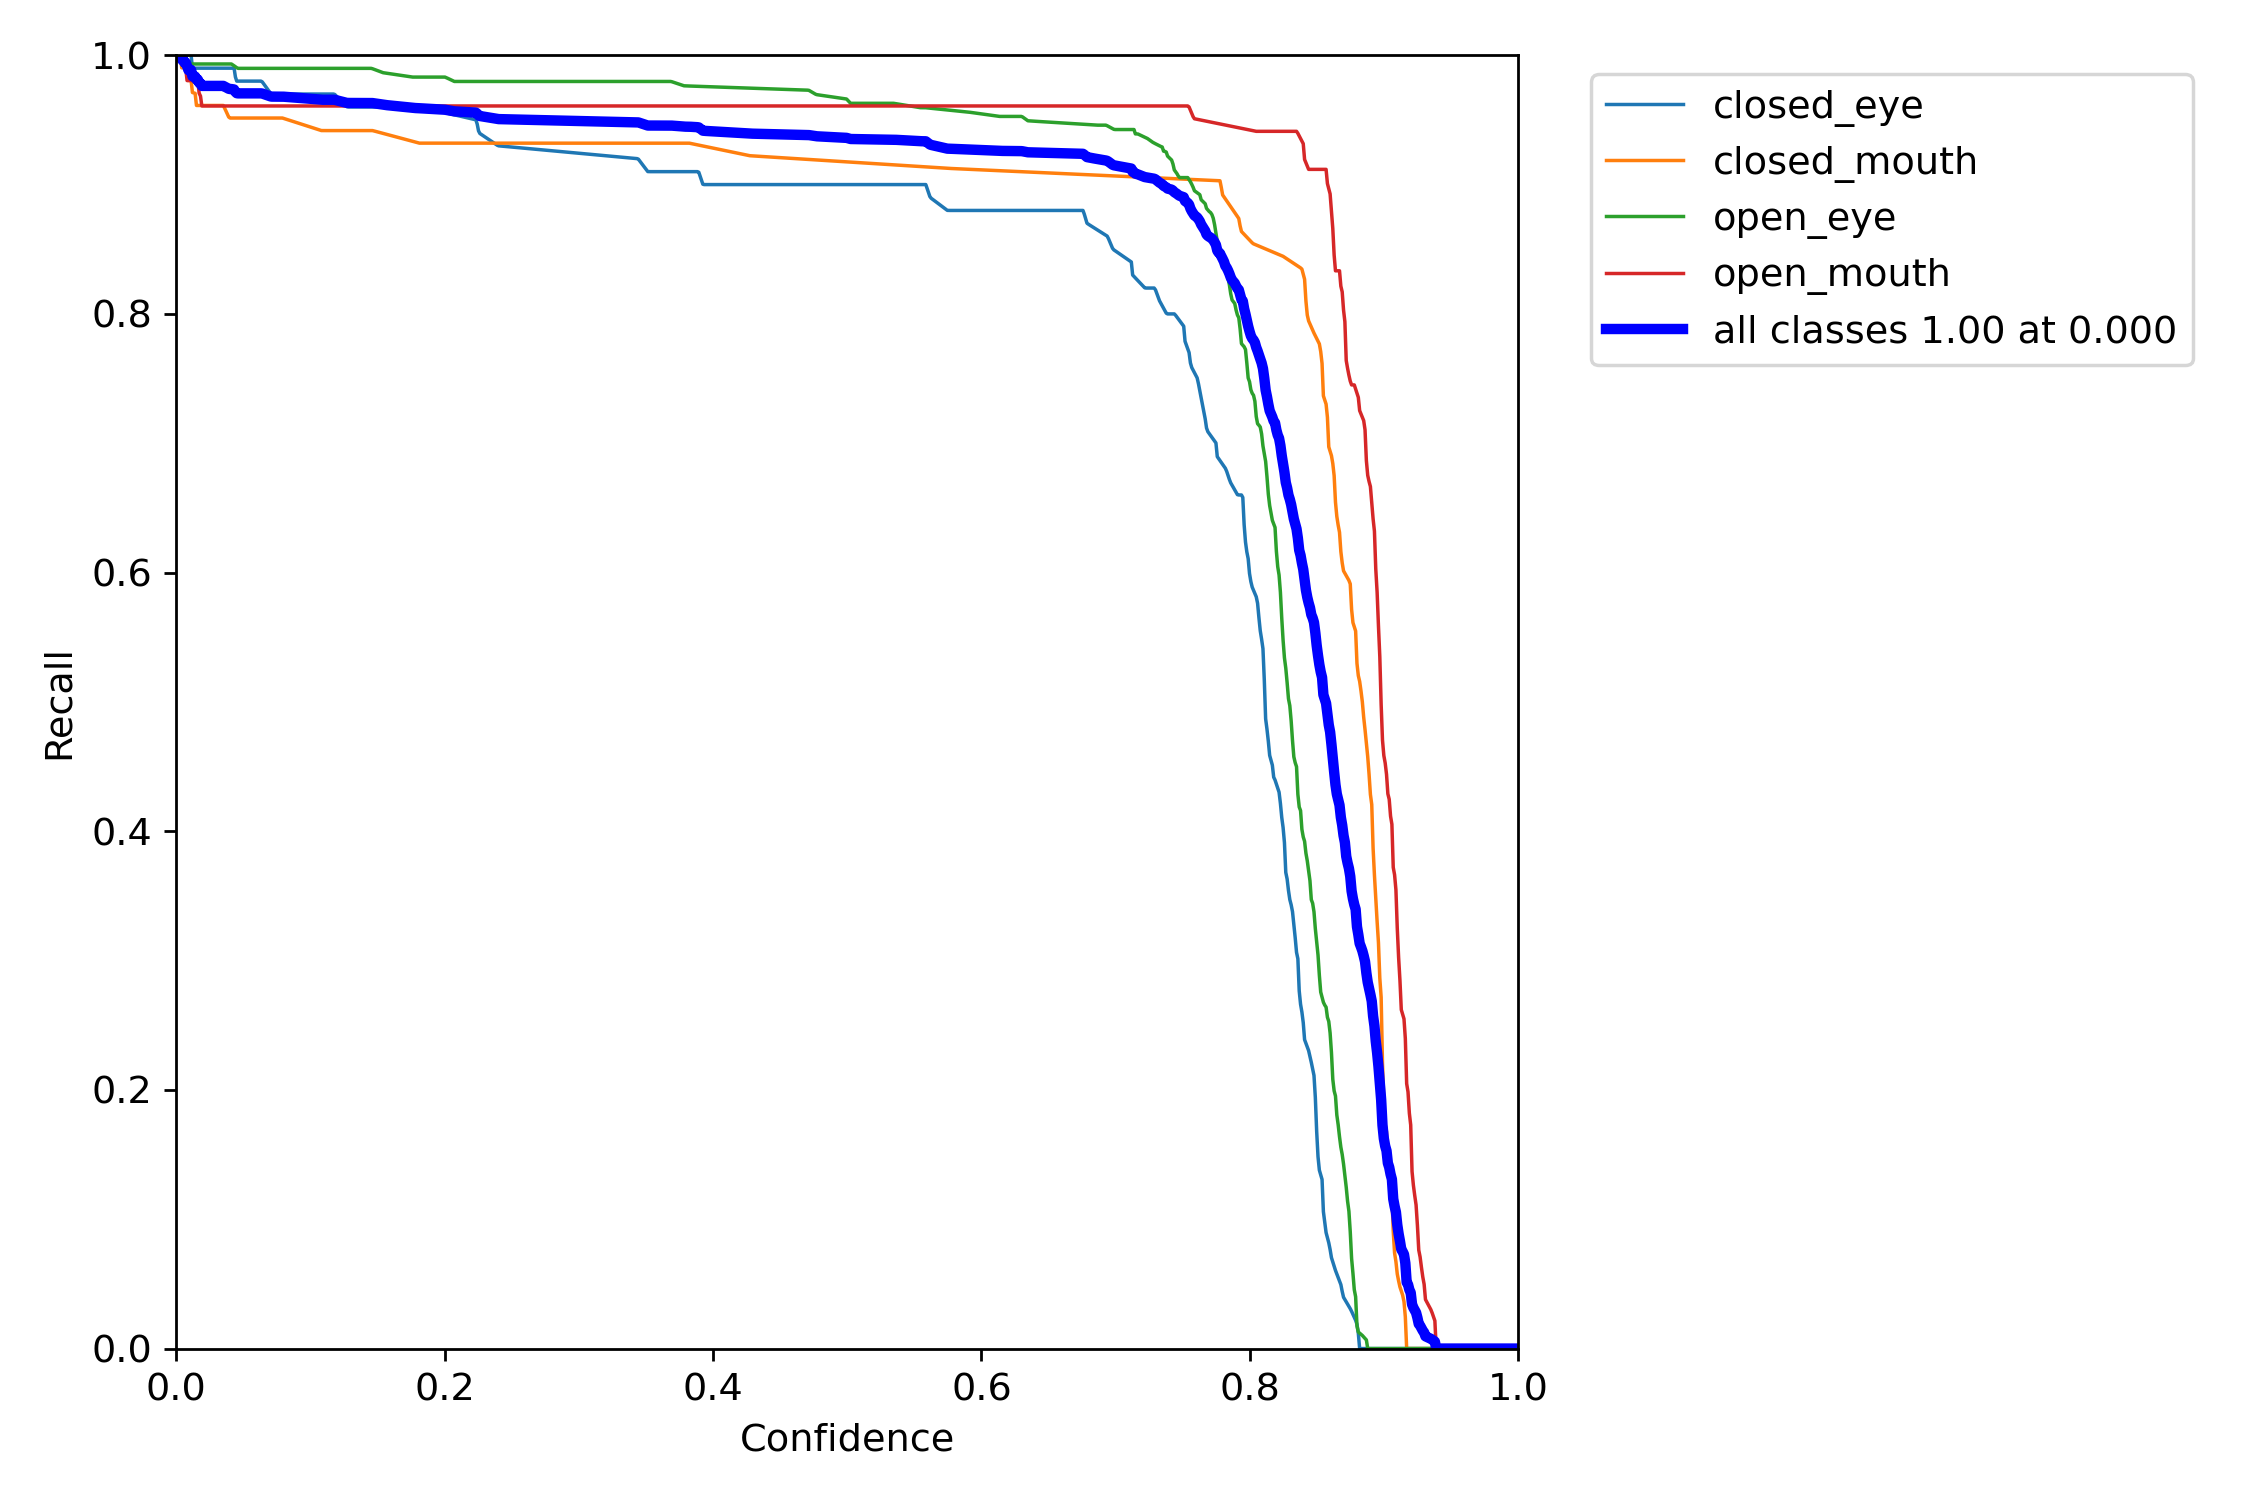 closed_eye
closed_mouth
open_eye
open_mouth
all classes 1.00 at 0.000
Recall
1.0
0.8
0.6
0.4
0.2
0.0
0.0 0.2 0.4 0.6 0.8 1.0
Confidence